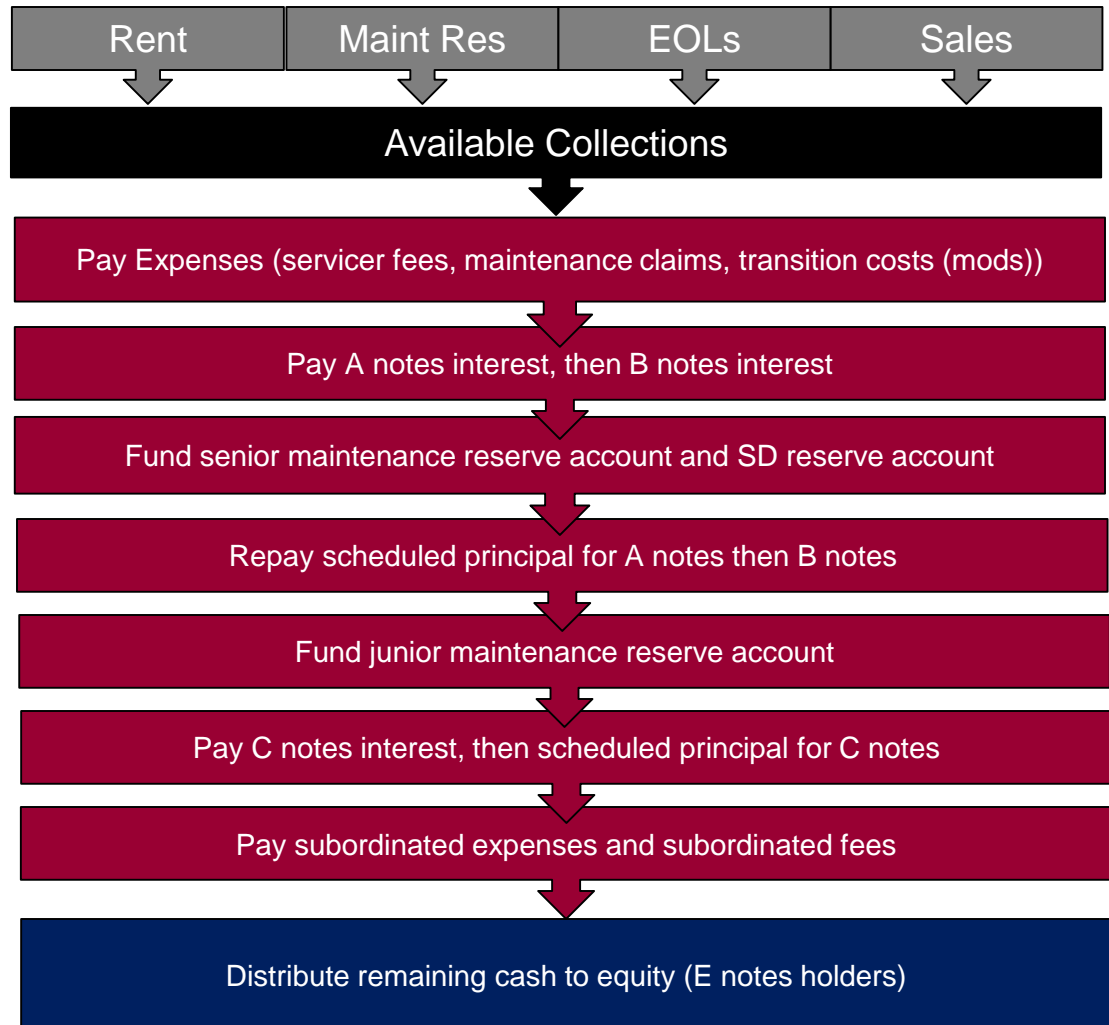 Rent
Maint Res
EOLs
Sales
Available Collections
Pay Expenses (servicer fees, maintenance claims, transition costs (mods))
Pay A notes interest, then B notes interest
Fund senior maintenance reserve account and SD reserve account
Repay scheduled principal for A notes then B notes
Fund junior maintenance reserve account
Pay C notes interest, then scheduled principal for C notes
Pay subordinated expenses and subordinated fees
Distribute remaining cash to equity (E notes holders)